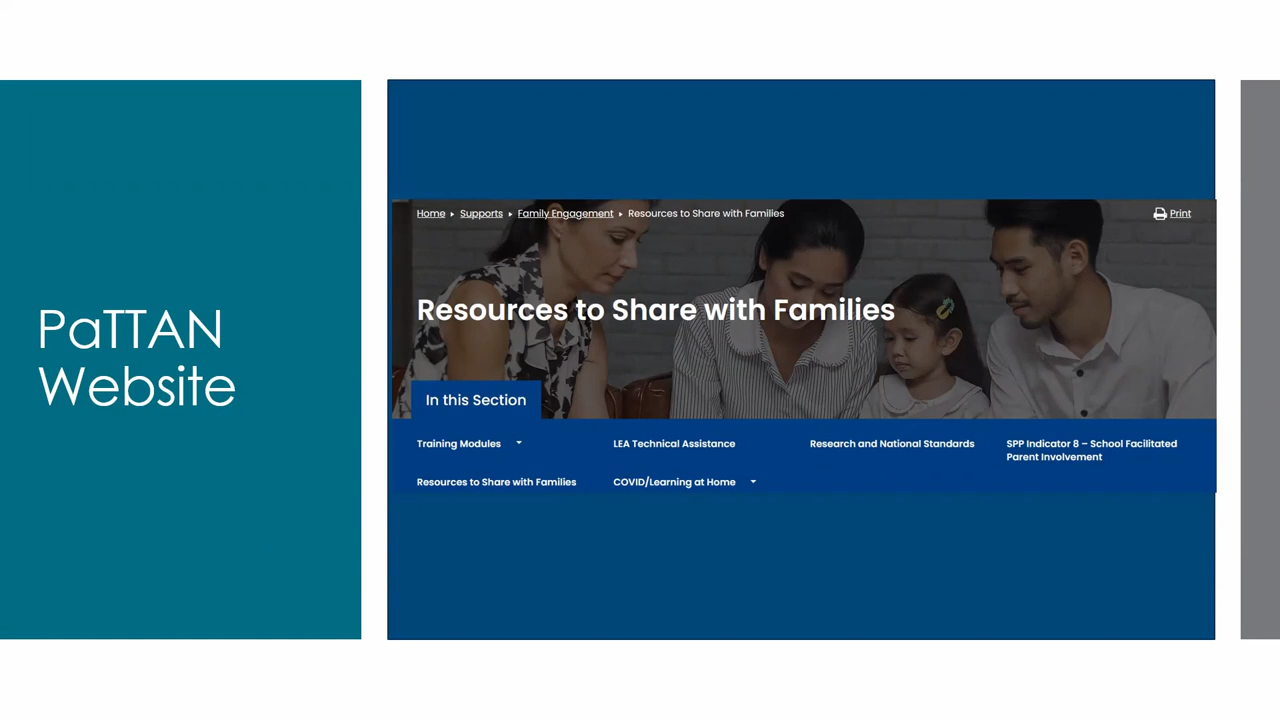 PaTTAN
Website
Home ▸ Supports ▸ Family Engagement ▸ Resources to Share with Families
Print
Resources to Share with Families
In this Section
Training Modules
LEA Technical Assistance
Research and National Standards
SPP Indicator 8 – School Facilitated
Parent Involvement
Resources to Share with Families
COVID/Learning at Home